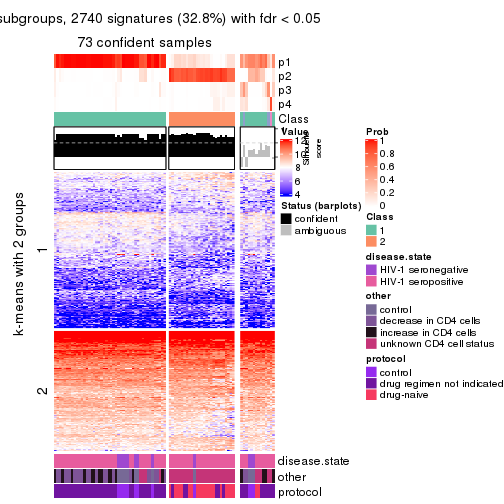 subgroups, 2740 signatures (32.8%) with fdr < 0.05
73 confident samples
p1
p2
p3
p4
Class
Silhouette
score
1
2
k-means with 2 groups
disease.state
other
protocol
Value
12
10
8
6
4
Status (barplots)
confident
ambiguous
Prob
1
0.8
0.6
0.4
0.2
0
Class
1
2
disease.state
HIV-1 seronegative
HIV-1 seropositive
other
control
decrease in CD4 cells
increase in CD4 cells
unknown CD4 cell status
protocol
control
drug regimen not indicated
drug-naive